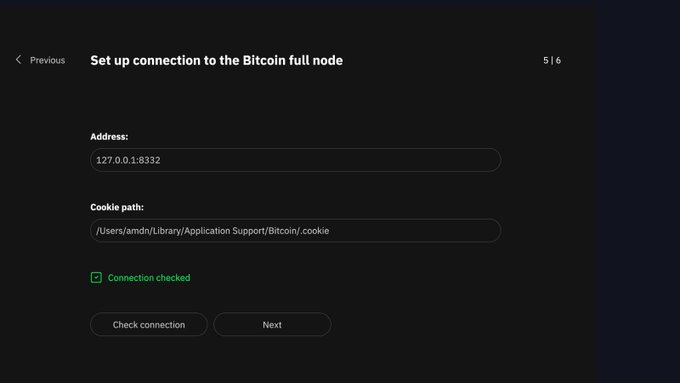 Previous
Set up connection to the Bitcoin full node
5 | 6
Address:
127.0.0.1:8332
Cookie path:
/Users/amdn/Library/Application Support/Bitcoin/.cookie
Connection checked
Check connection
Next